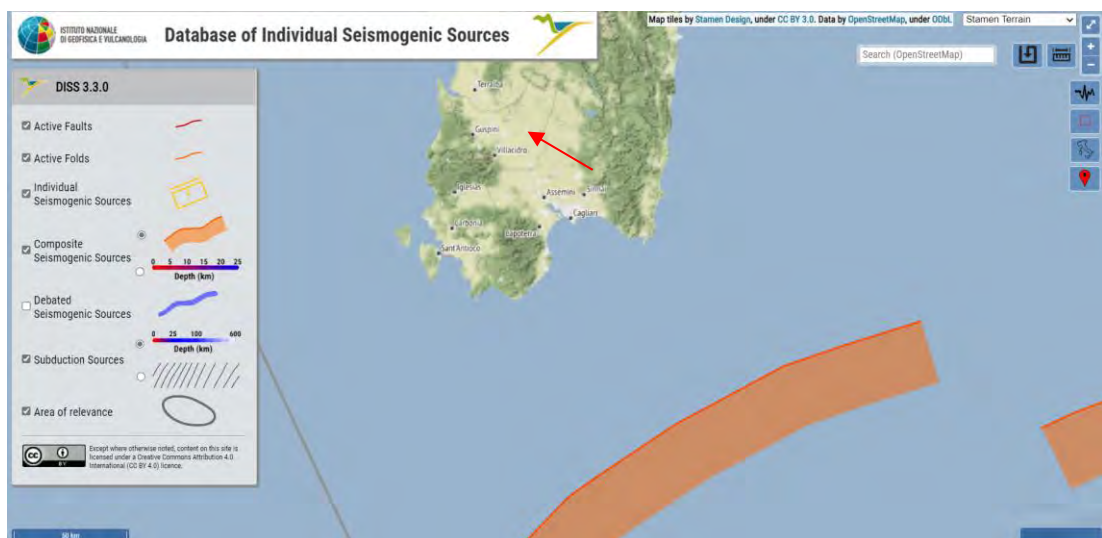 ISTITUTO NAZIONALE
DI GEOFISICA E VULCANOLOGIA
Database of Individual Seismogenic Sources
Map tiles by Stamen Design, under CC BY 3.0. Data by OpenStreetMap, under ODbL.
Stamen Terrain
Search (OpenStreetMap)
+
−
DISS 3.3.0
Active Faults
Active Folds
Individual
Seismogenic Sources
Composite
Seismogenic Sources
0 5 10 15 20 25
Depth (km)
Debated
Seismogenic Sources
0 25 100 600
Depth (km)
Subduction Sources
Area of relevance
cc BY
Except where otherwise noted, content on this site is
licensed under a Creative Commons Attribution 4.0
International (CC BY 4.0) licence.
Terralba
Guspini
Villacidro
Iglesias
Assemini
Sinnai
Cagliari
Carbonia
Capoterra
Sant'Antioco
50 km